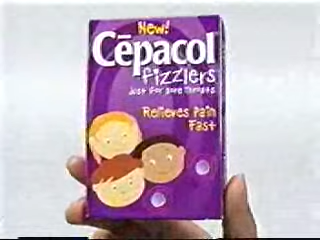 New!
Cēpacol
fizzlers
Just for sore throats
Relieves Pain
Fast